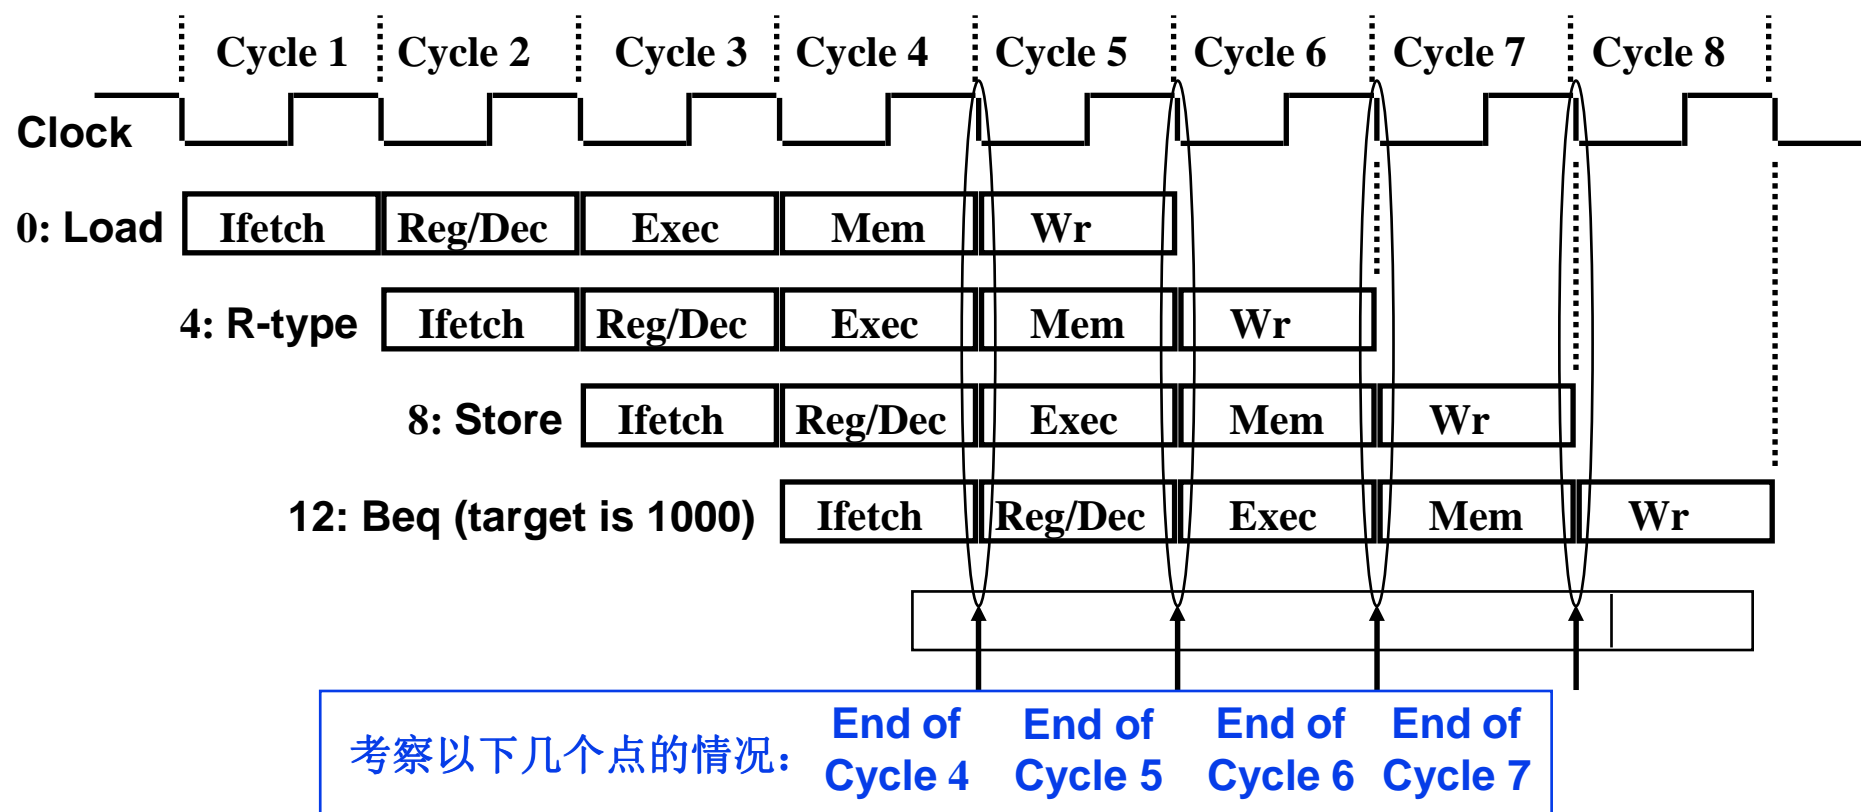 Cycle 1 Cycle 2 Cycle 3 Cycle 4 Cycle 5 Cycle 6 Cycle 7 Cycle 8
Clock
0: Load Ifetch Reg/Dec Exec Mem Wr
4: R-type Ifetch Reg/Dec Exec Mem Wr
8: Store Ifetch Reg/Dec Exec Mem Wr
12: Beq (target is 1000) Ifetch Reg/Dec Exec Mem Wr
考察以下几个点的情况：
End of
Cycle 4
End of
Cycle 5
End of
Cycle 6
End of
Cycle 7